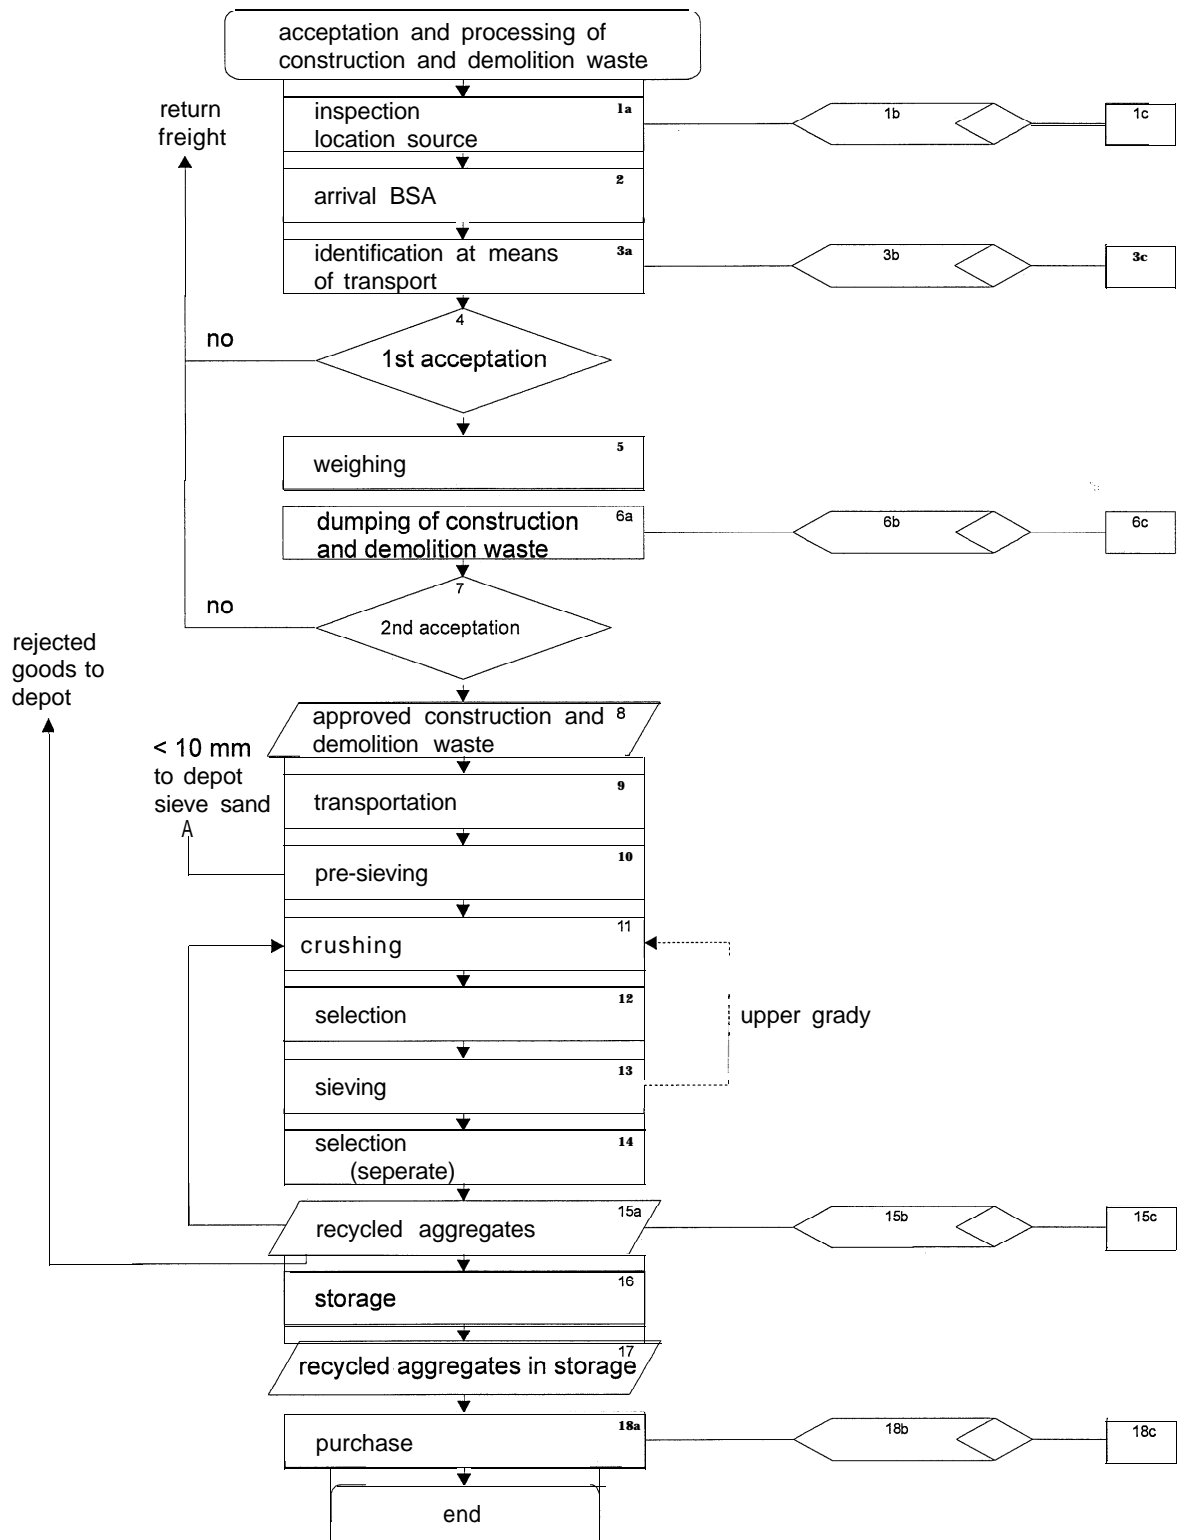 acceptation and processing of
construction and demolition waste
return
freight
inspection
location source
1a
1b
1c
arrival BSA
2
identification at means
of transport
3a
3b
3c
4
no
1st acceptation
weighing
5
dumping of construction
and demolition waste
6a
6b
6c
7
no
2nd acceptation
rejected
goods to
depot
approved construction and
demolition waste
8
< 10 mm
to depot
sieve sand
A
transportation
9
pre-sieving
10
crushing
11
selection
12
upper grady
sieving
13
selection
(seperate)
14
recycled aggregates
15a
15b
15c
storage
16
17
recycled aggregates in storage
purchase
18a
18b
18c
end